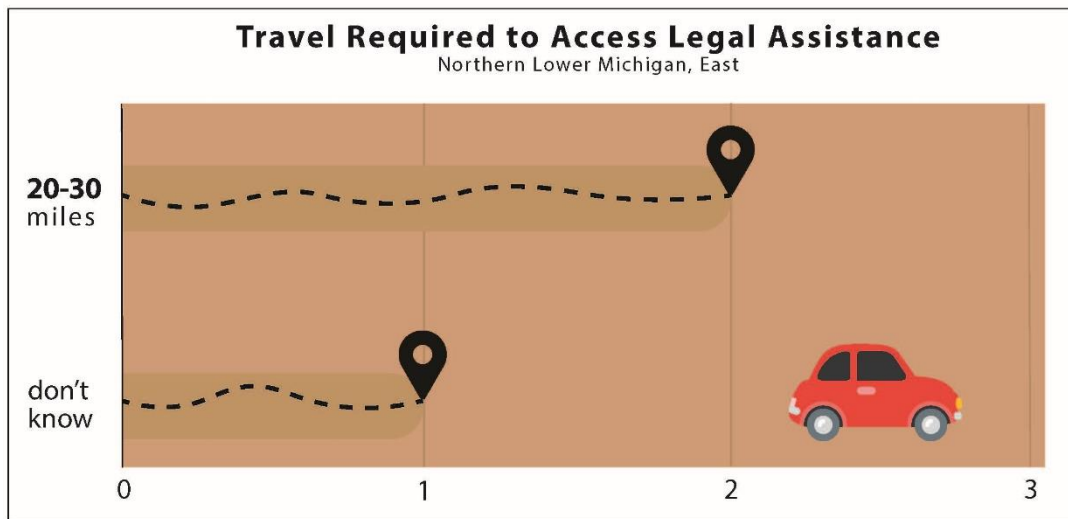 Travel Required to Access Legal Assistance
Northern Lower Michigan, East
20-30
miles
don't
know
0 1 2 3